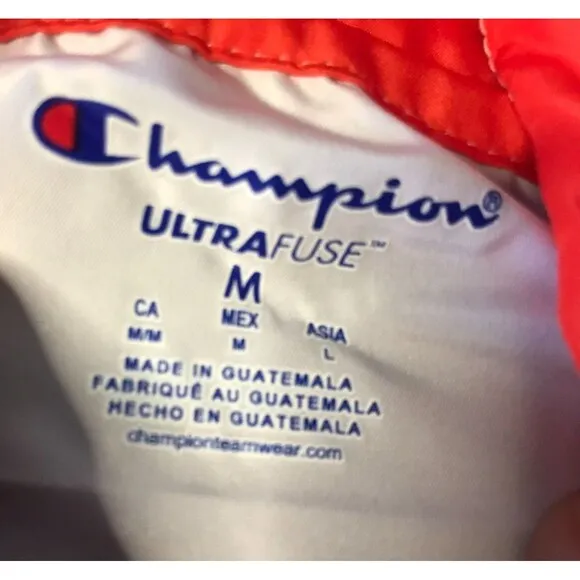 Champion®
ULTRAFUSE™
M
CA MEX ASIA
M/M M L
MADE IN GUATEMALA
FABRIQUÉ AU GUATEMALA
HECHO EN GUATEMALA
championteamwear.com